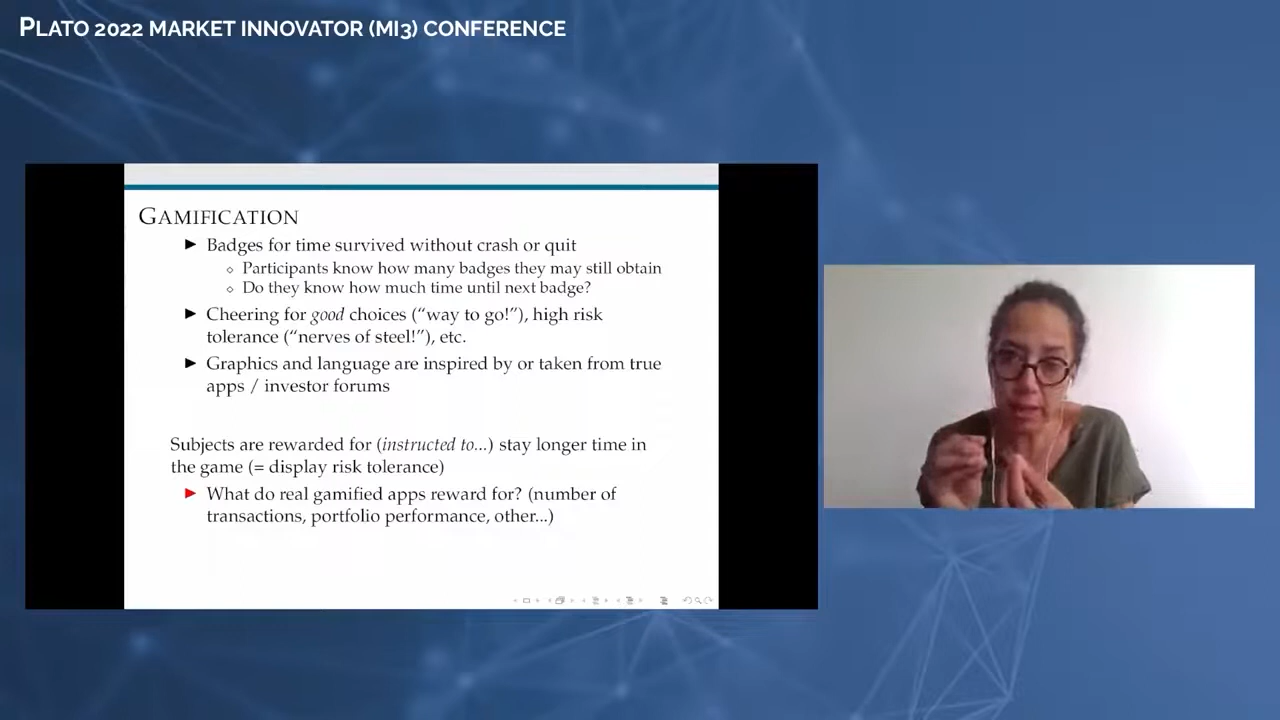 PLATO 2022 MARKET INNOVATOR (MI3) CONFERENCE
GAMIFICATION
► Badges for time survived without crash or quit
◦ Participants know how many badges they may still obtain
◦ Do they know how much time until next badge?
► Cheering for good choices (“way to go!”), high risk
tolerance (“nerves of steel!”), etc.
► Graphics and language are inspired by or taken from true
apps / investor forums
Subjects are rewarded for (instructed to...) stay longer time in
the game (= display risk tolerance)
► What do real gamified apps reward for? (number of
transactions, portfolio performance, other...)